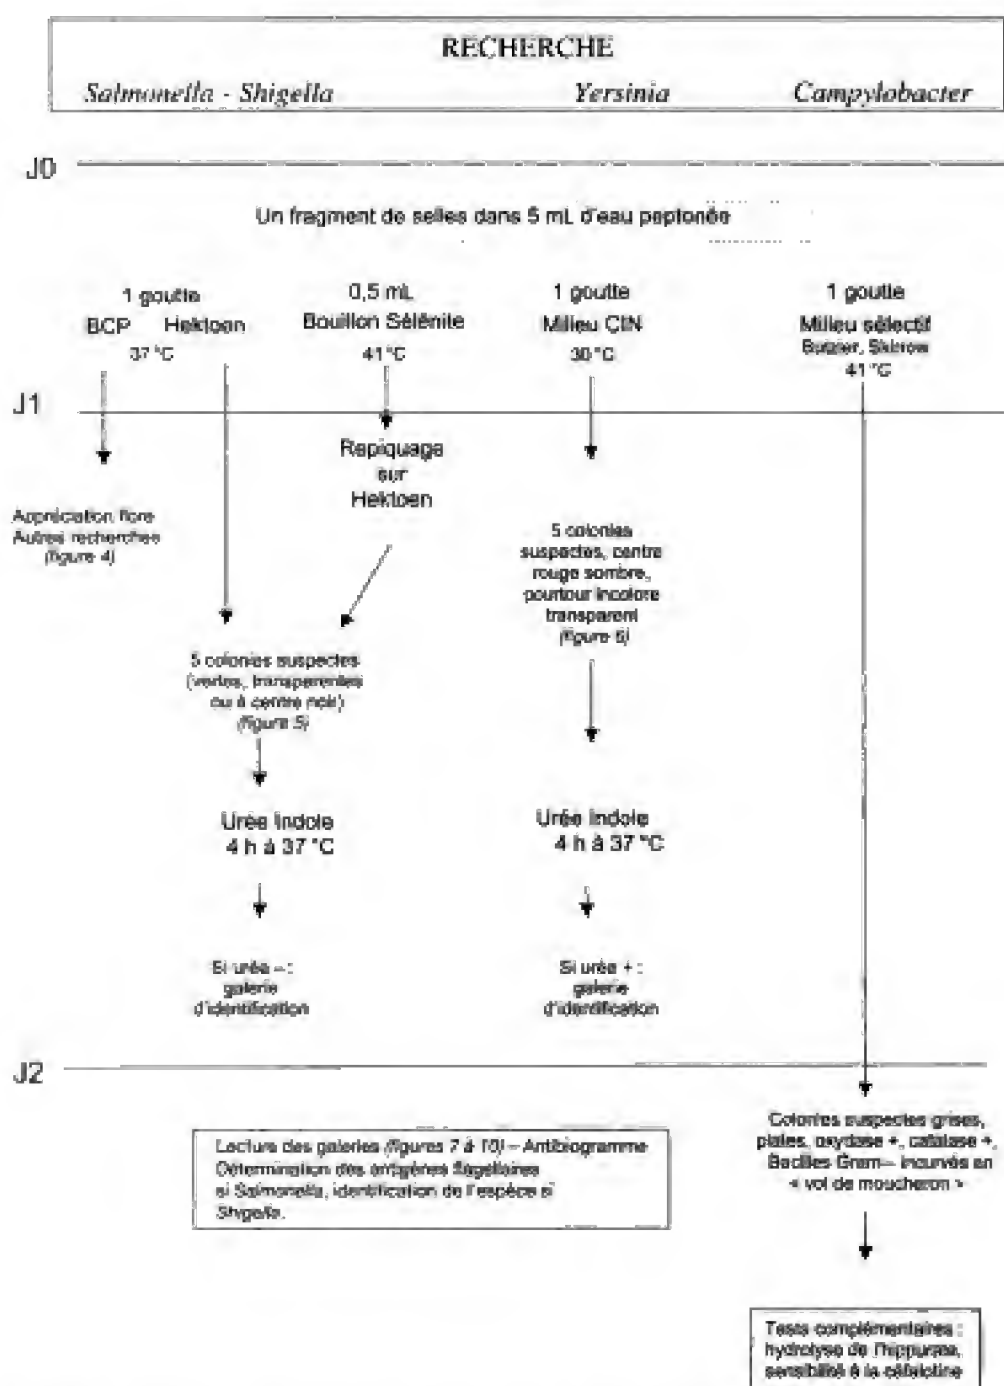 RECHERCHE
Salmonella - Shigella
Yersinia
Campylobacter
J0
Un fragment de selles dans 5 mL d'eau peptonée
1 goutte
BCP Hektoen
37 °C
0,5 mL
Bouillon Sélénite
41 °C
1 goutte
Milieu CIN
30 °C
1 goutte
Milieu sélectif
Butzler, Skirrow
41 °C
J1
Repiquage
sur
Hektoen
Appréciation flore
Autres recherches
(figure 4)
5 colonies
suspectes, centre
rouge sombre,
pourtour incolore
transparent
(figure 6)
5 colonies suspectes
(vertes, transparentes
ou à centre noir)
(figure 5)
Urée Indole
4 h à 37 °C
Urée Indole
4 h à 37 °C
Si urée – :
galerie
d'identification
Si urée + :
galerie
d'identification
J2
Lecture des galeries (figures 7 à 10) – Antibiogramme
Détermination des antigènes flagellaires
si Salmonella, identification de l'espèce si
Shigella.
Colonies suspectes grises,
plates, oxydase +, catalase +,
Bacilles Gram– incurvés en
« vol de moucheron »
Tests complémentaires :
hydrolyse de l'hippurate,
sensibilité à la céfalotine